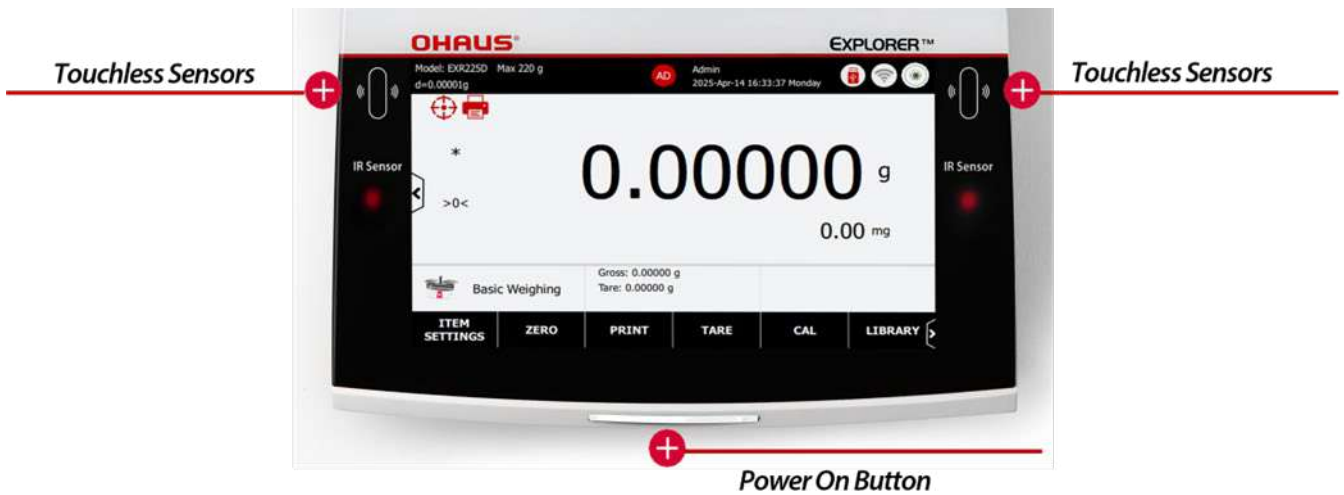 OHAUS®
EXPLORER™
Touchless Sensors
Touchless Sensors
Model: EXR225D Max 220 g
d=0.00001g
AD
Admin
2025-Apr-14 16:33:37 Monday
IR Sensor
IR Sensor
*
0.00000 g
>0<
0.00 mg
Basic Weighing
Gross: 0.00000 g
Tare: 0.00000 g
ITEM SETTINGS
ZERO
PRINT
TARE
CAL
LIBRARY
Power On Button